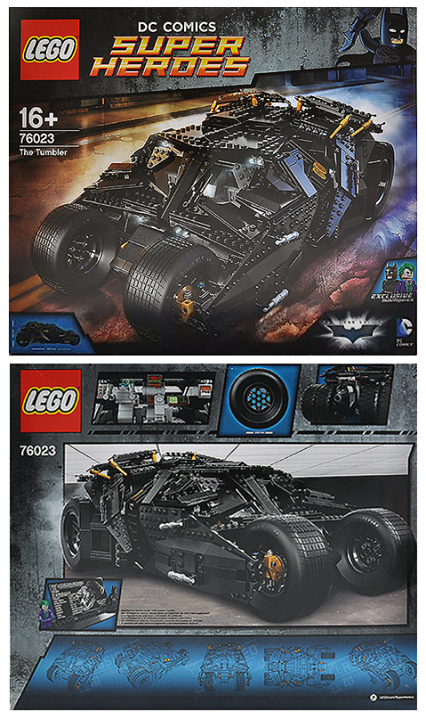 LEGO
DC COMICS
SUPER
HEROES
16+
76023
The Tumbler
EXCLUSIVE
DC
COMICS
LEGO
76023